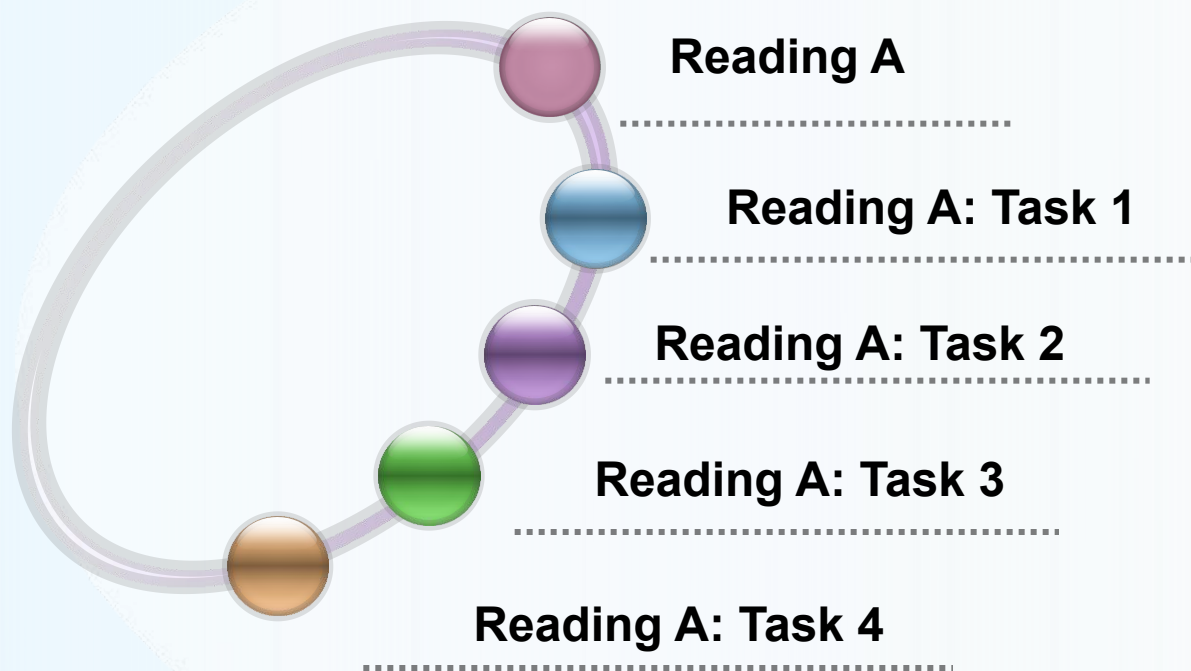 Reading A
Reading A: Task 1
Reading A: Task 2
Reading A: Task 3
Reading A: Task 4